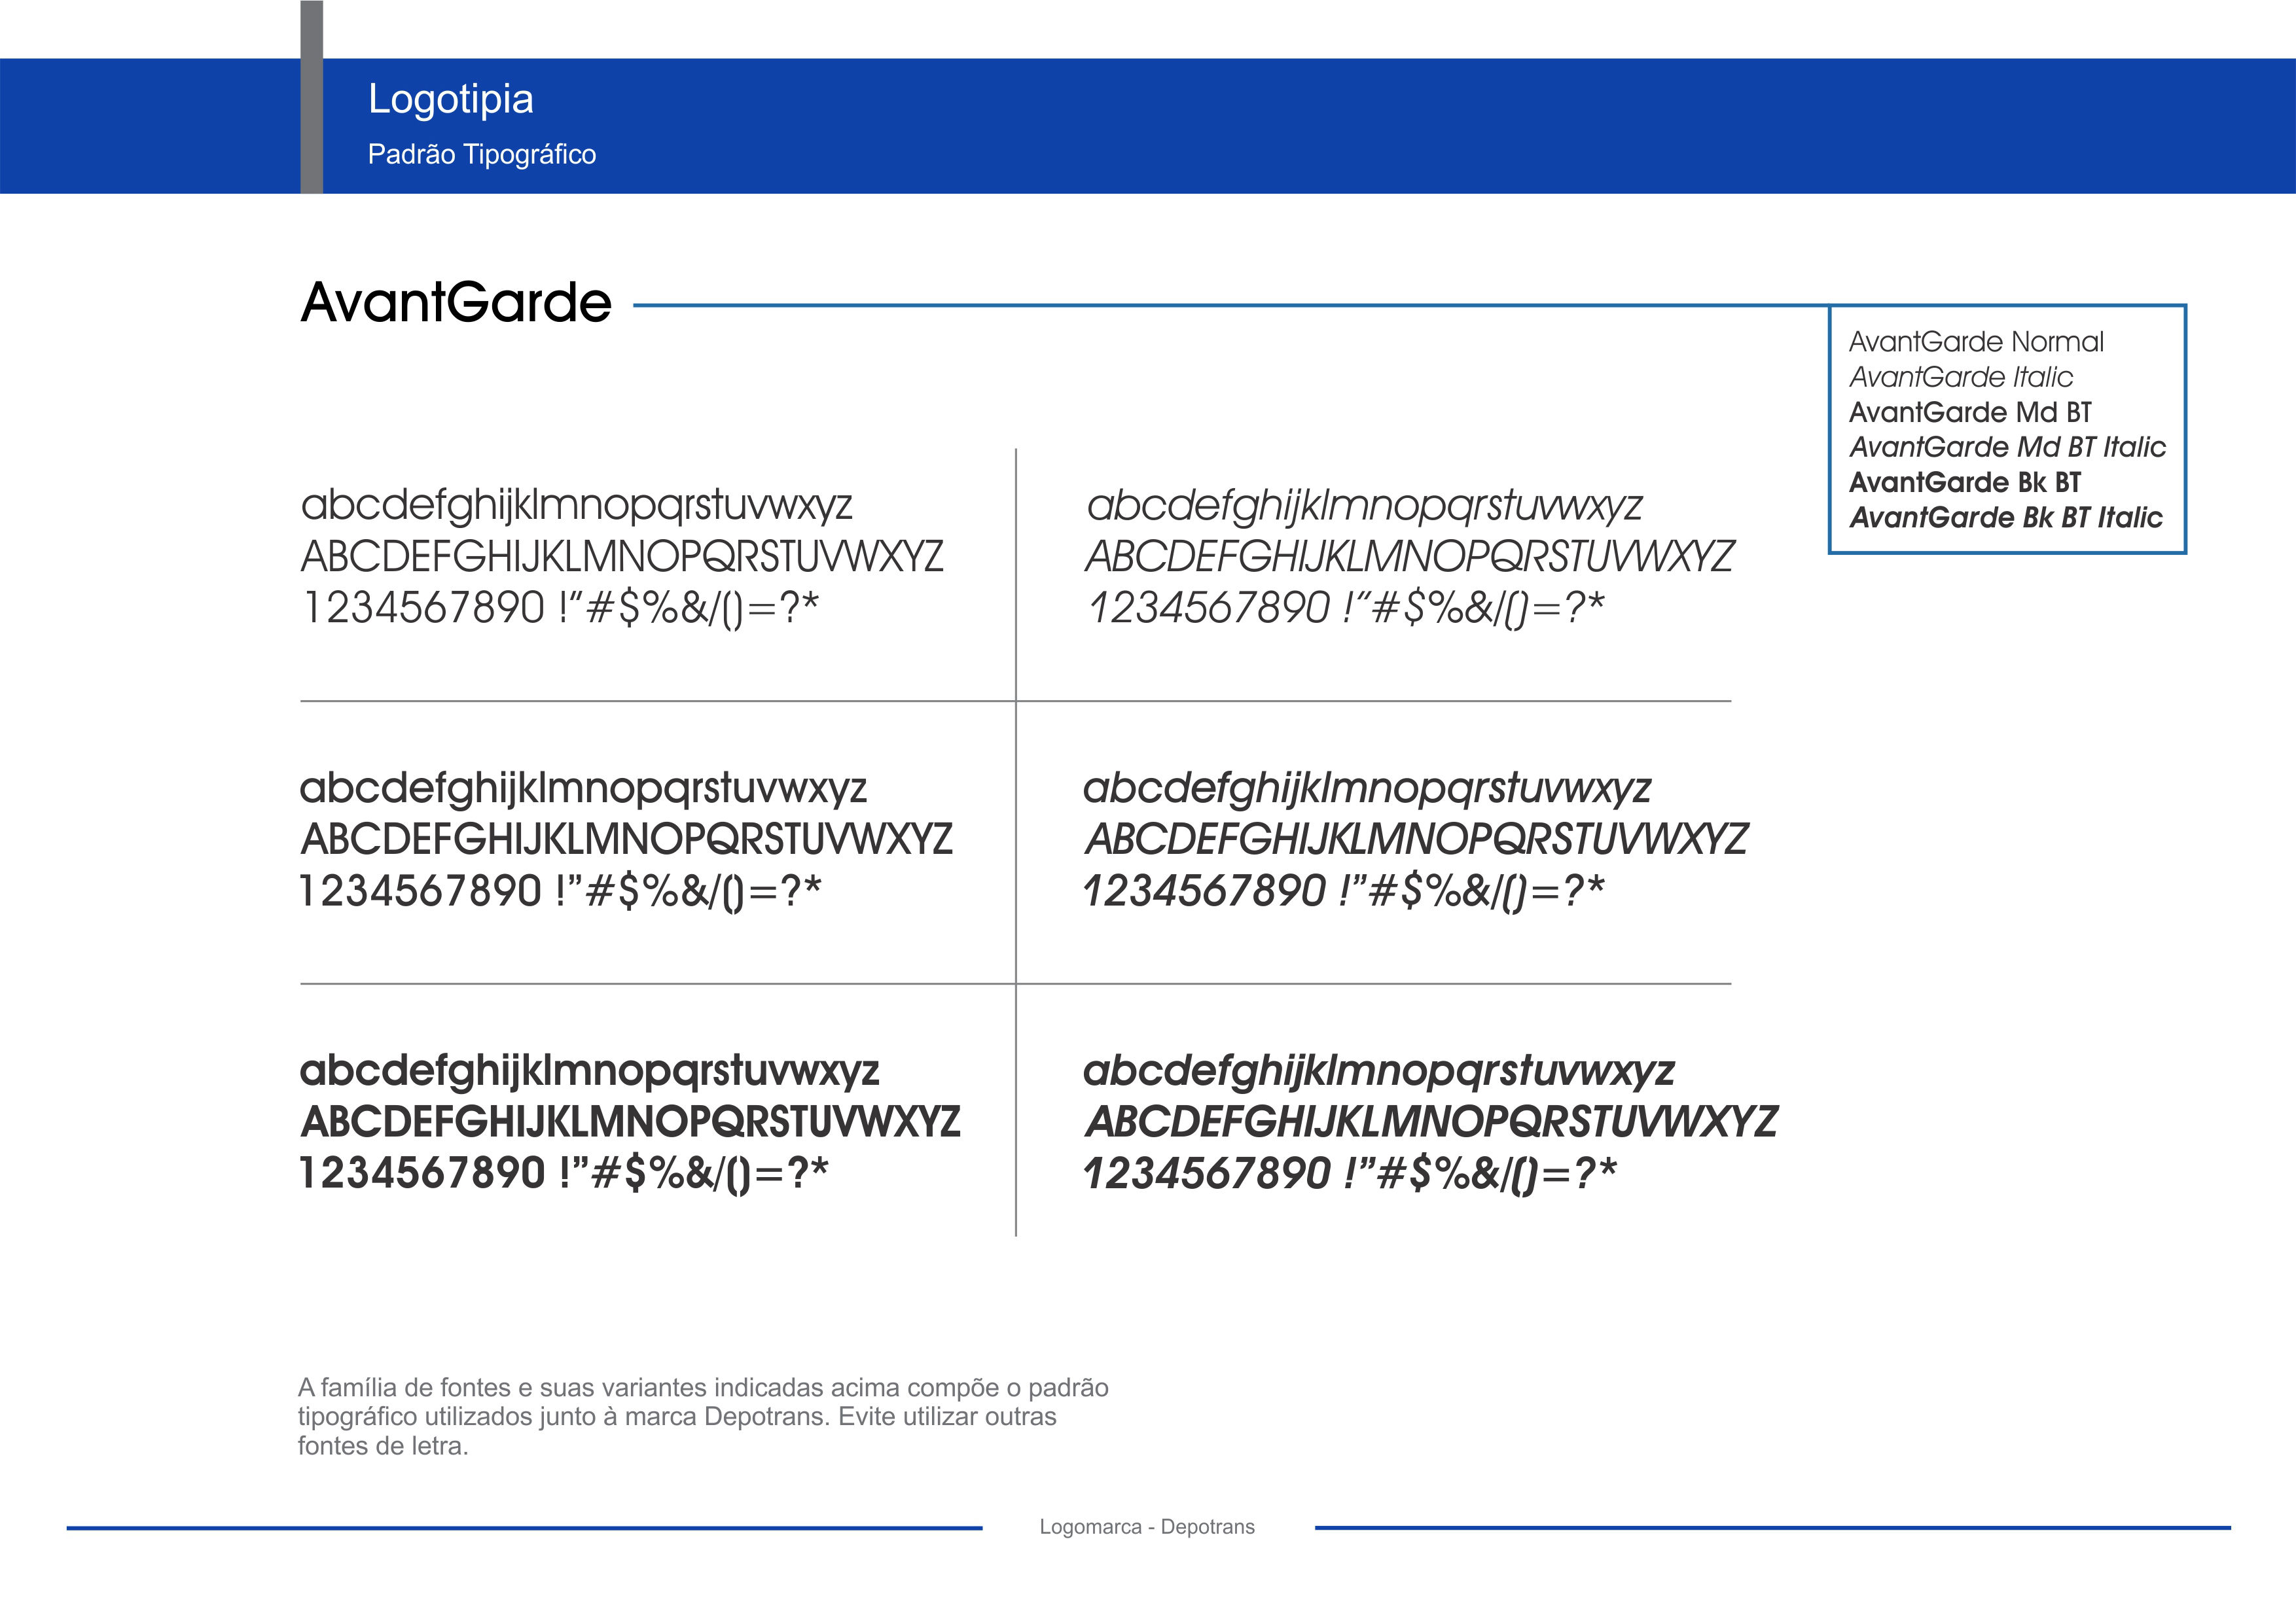 Logotipia
Padrão Tipográfico
AvantGarde
AvantGarde Normal
AvantGarde Italic
AvantGarde Md BT
AvantGarde Md BT Italic
AvantGarde Bk BT
AvantGarde Bk BT Italic
abcdefghijklmnopqrstuvwxyz
ABCDEFGHIJKLMNOPQRSTUVWXYZ
1234567890 !”#$%&/()=?*
abcdefghijklmnopqrstuvwxyz
ABCDEFGHIJKLMNOPQRSTUVWXYZ
1234567890 !”#$%&/()=?*
abcdefghijklmnopqrstuvwxyz
ABCDEFGHIJKLMNOPQRSTUVWXYZ
1234567890 !”#$%&/()=?*
abcdefghijklmnopqrstuvwxyz
ABCDEFGHIJKLMNOPQRSTUVWXYZ
1234567890 !”#$%&/()=?*
abcdefghijklmnopqrstuvwxyz
ABCDEFGHIJKLMNOPQRSTUVWXYZ
1234567890 !”#$%&/()=?*
abcdefghijklmnopqrstuvwxyz
ABCDEFGHIJKLMNOPQRSTUVWXYZ
1234567890 !”#$%&/()=?*
A família de fontes e suas variantes indicadas acima compõe o padrão
tipográfico utilizados junto à marca Depotrans. Evite utilizar outras
fontes de letra.
Logomarca - Depotrans